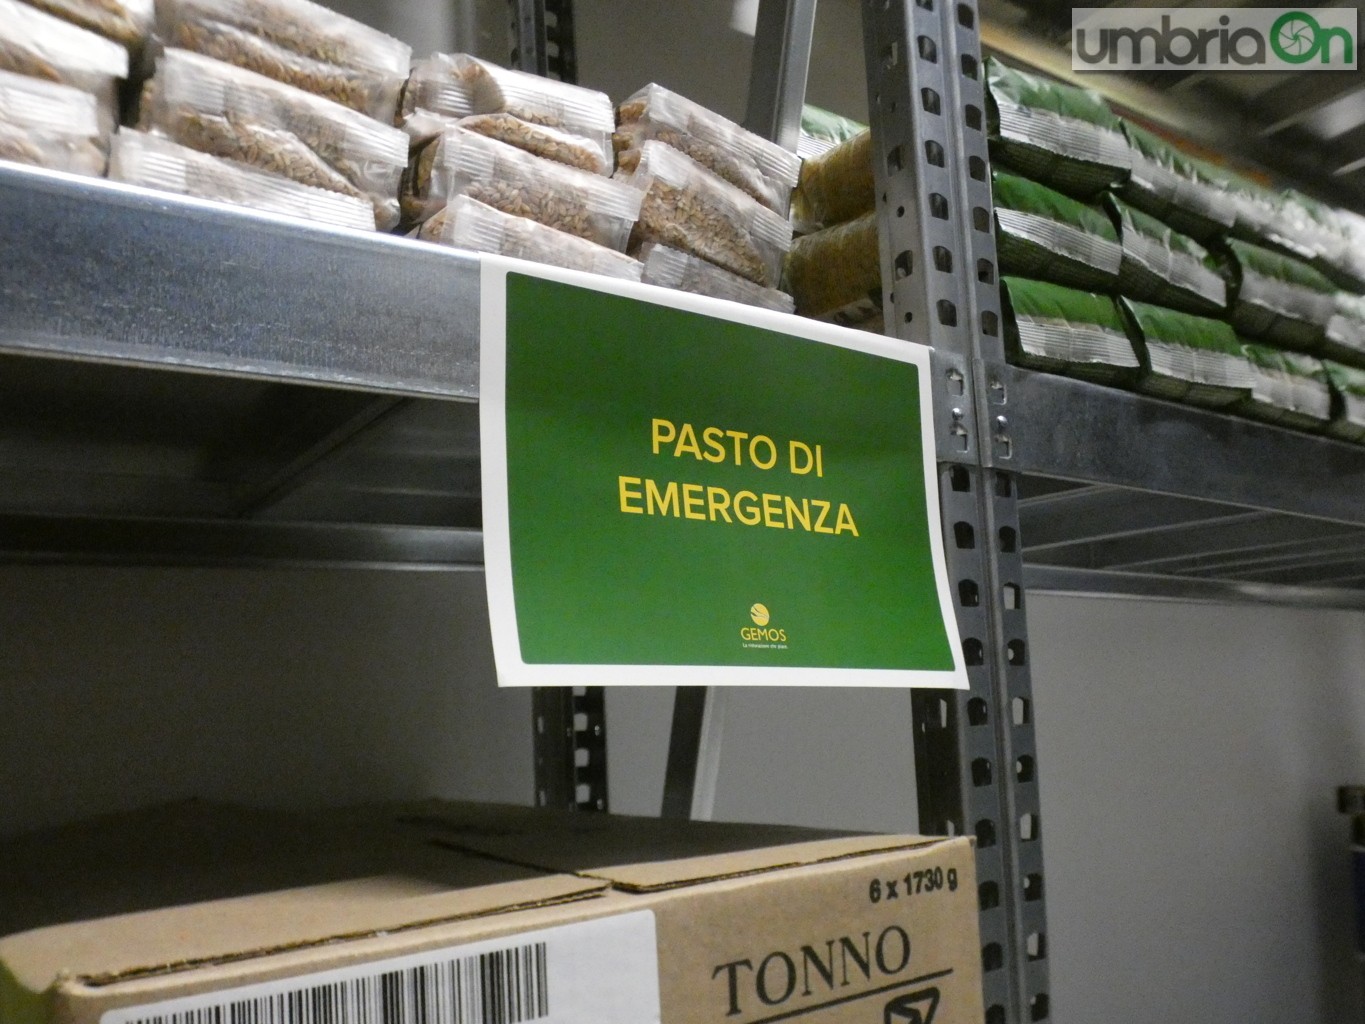 umbriaOn
PASTO DI
EMERGENZA
GEMOS
6 x 1730 g
TONNO